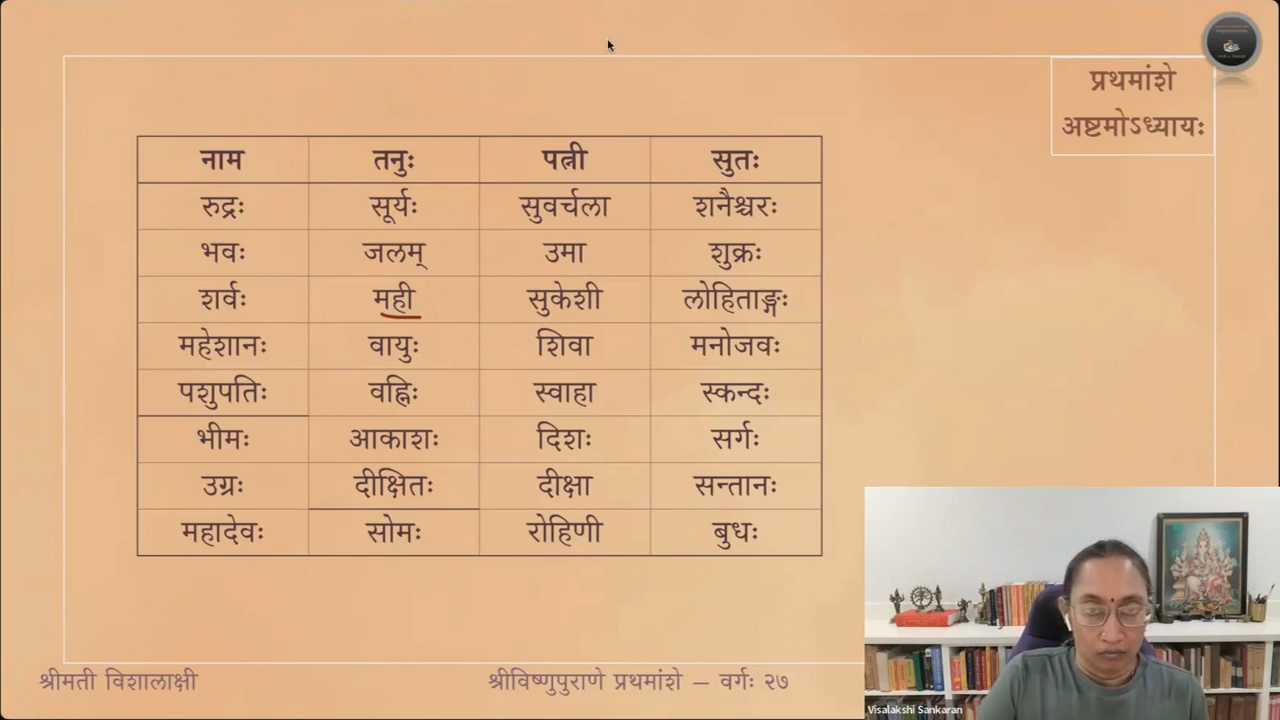 प्रथमांशे
अष्टमोऽध्यायः
नाम तनुः पत्नी सुतः
रुद्रः सूर्यः सुवर्चला शनैश्चरः
भवः जलम् उमा शुक्रः
शर्वः मही सुकेशी लोहिताङ्गः
महेशानः वायुः शिवा मनोजवः
पशुपतिः वह्निः स्वाहा स्कन्दः
भीमः आकाशः दिशः सर्गः
उग्रः दीक्षितः दीक्षा सन्तानः
महादेवः सोमः रोहिणी बुधः
श्रीमती विशालाक्षी श्रीविष्णुपुराणे प्रथमांशे – वर्गः २७
Visalakshi Sankaran